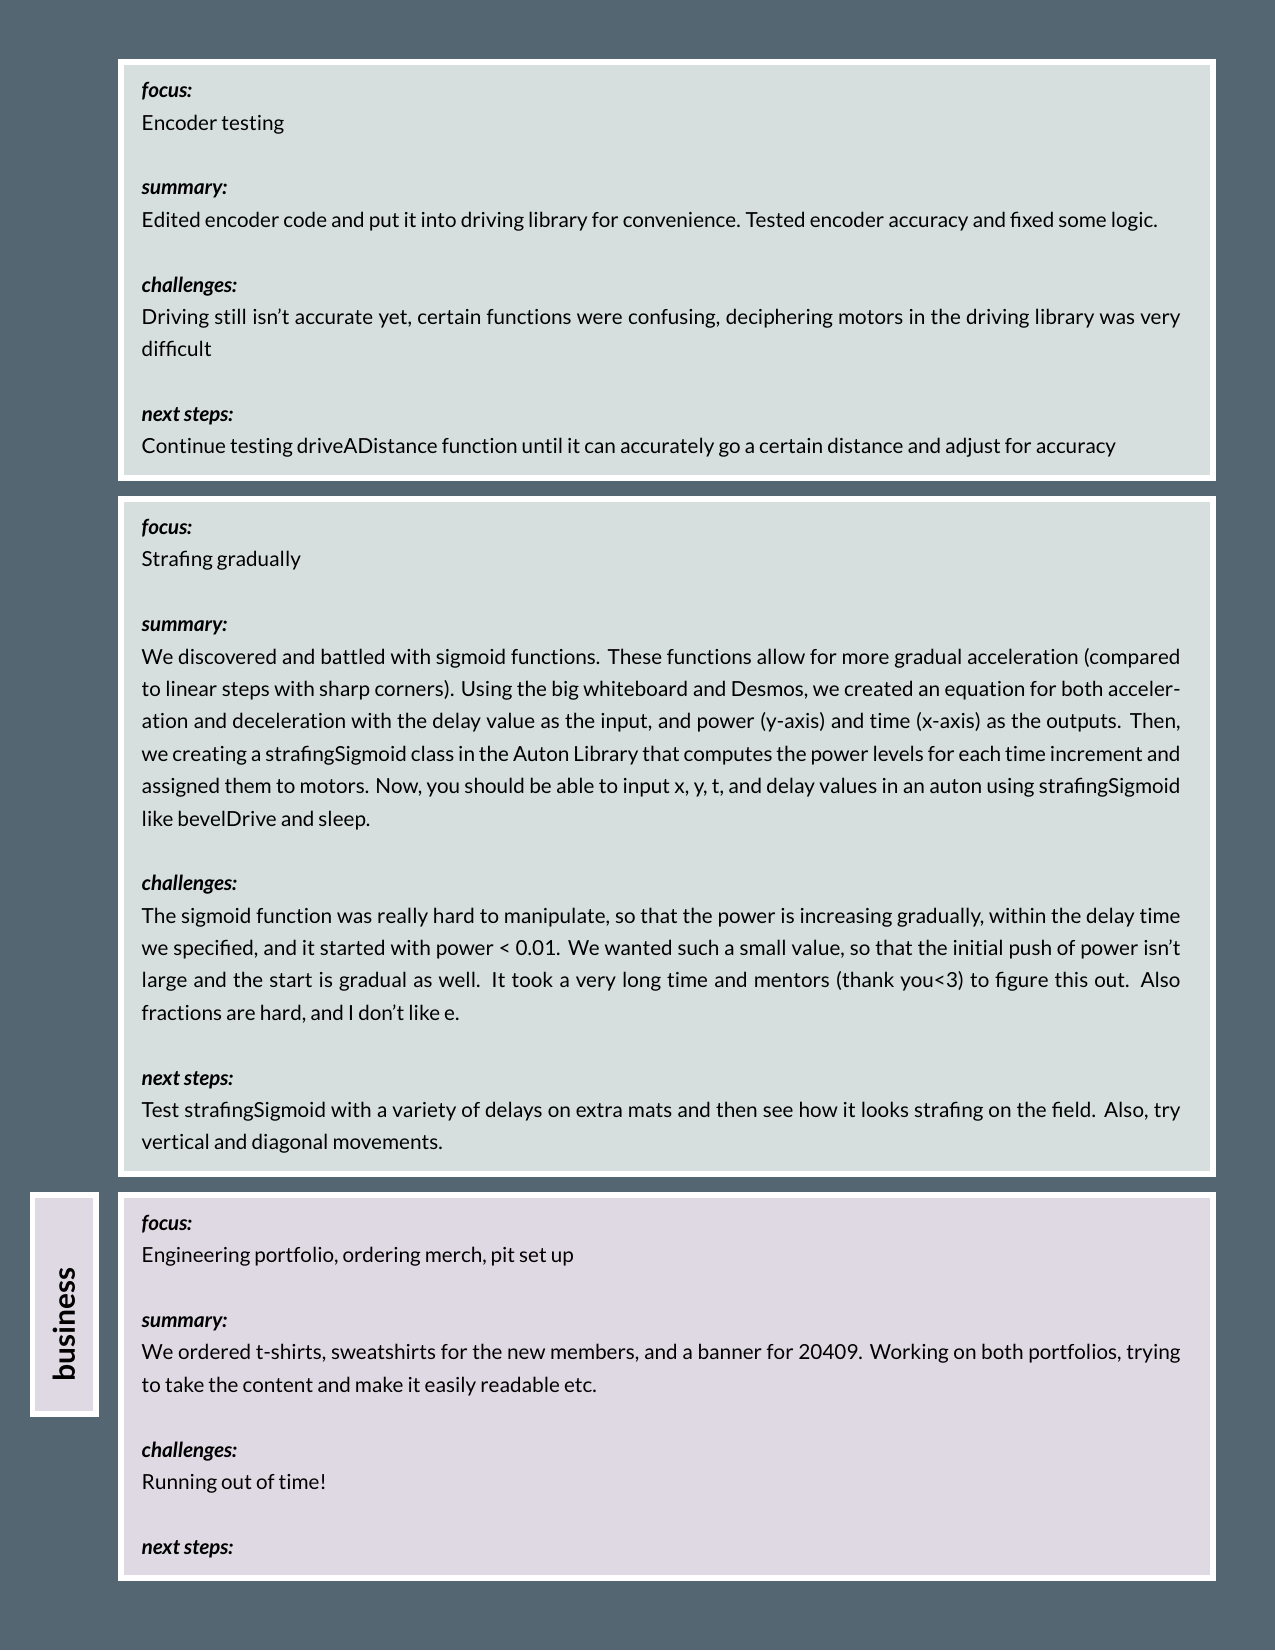 focus:
Encoder testing
summary:
Edited encoder code and put it into driving library for convenience. Tested encoder accuracy and fixed some logic.
challenges:
Driving still isn’t accurate yet, certain functions were confusing, deciphering motors in the driving library was very
difficult
next steps:
Continue testing driveADistance function until it can accurately go a certain distance and adjust for accuracy
focus:
Strafing gradually
summary:
We discovered and battled with sigmoid functions. These functions allow for more gradual acceleration (compared
to linear steps with sharp corners). Using the big whiteboard and Desmos, we created an equation for both acceler-
ation and deceleration with the delay value as the input, and power (y-axis) and time (x-axis) as the outputs. Then,
we creating a strafingSigmoid class in the Auton Library that computes the power levels for each time increment and
assigned them to motors. Now, you should be able to input x, y, t, and delay values in an auton using strafingSigmoid
like bevelDrive and sleep.
challenges:
The sigmoid function was really hard to manipulate, so that the power is increasing gradually, within the delay time
we specified, and it started with power < 0.01. We wanted such a small value, so that the initial push of power isn’t
large and the start is gradual as well. It took a very long time and mentors (thank you<3) to figure this out. Also
fractions are hard, and I don’t like e.
next steps:
Test strafingSigmoid with a variety of delays on extra mats and then see how it looks strafing on the field. Also, try
vertical and diagonal movements.
business
focus:
Engineering portfolio, ordering merch, pit set up
summary:
We ordered t-shirts, sweatshirts for the new members, and a banner for 20409. Working on both portfolios, trying
to take the content and make it easily readable etc.
challenges:
Running out of time!
next steps: